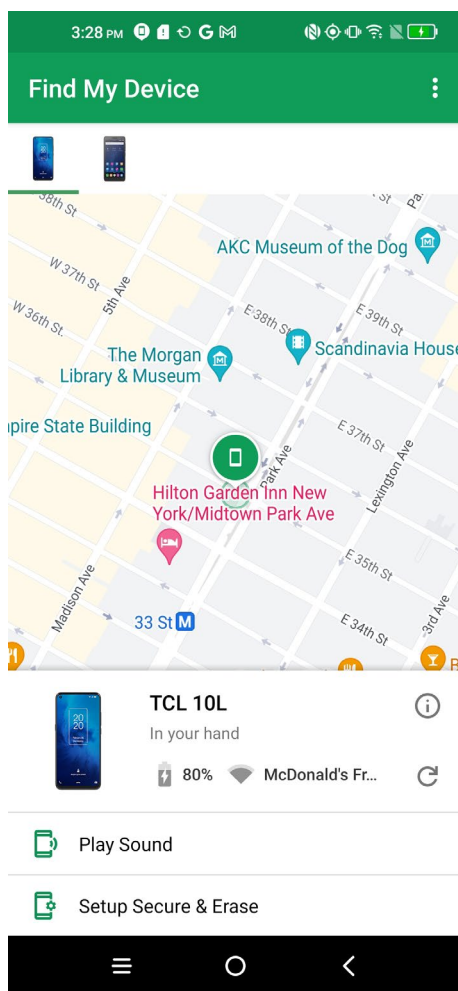 3:28 PM
Find My Device
38th St
St
Pa
W 37th St
5th Ave
AKC Museum of the Dog
W 36th St.
E 38th St
E 39th St
The Morgan
Library & Museum
Scandinavia House
pire State Building
E 37th St
Park Ave
Lexington Ave
Hilton Garden Inn New
York/Midtown Park Ave
E 35th St
Madison Ave
33 St M
E 34th St
3rd Ave
B
TCL 10L
In your hand
80% McDonald's Fr...
Play Sound
Setup Secure & Erase